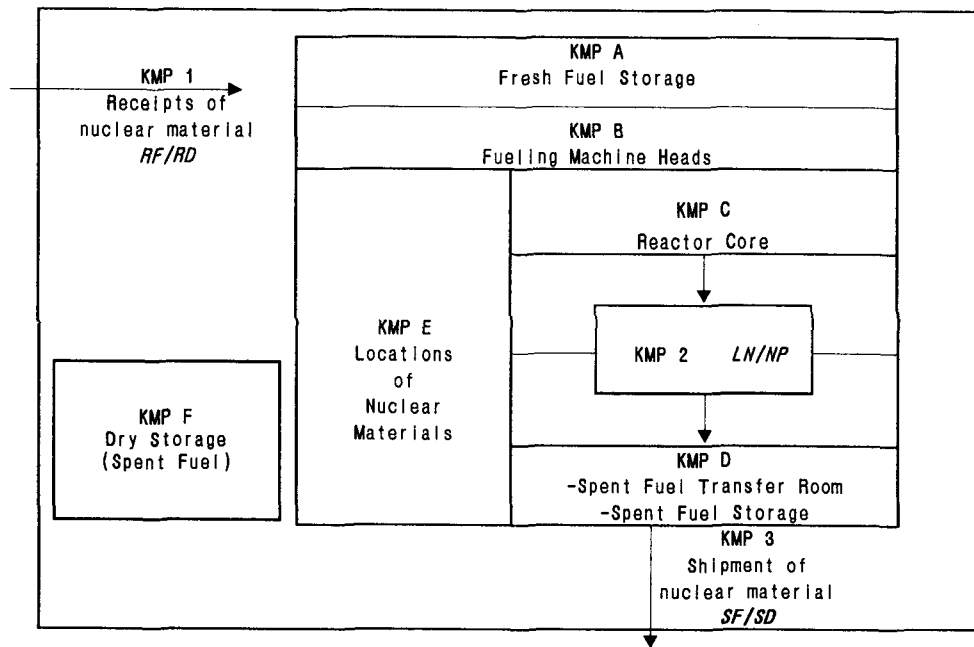 KMP 1
Receipts of
nuclear material
RF/RD
KMP A
Fresh Fuel Storage
KMP B
Fueling Machine Heads
KMP C
Reactor Core
KMP 2 LN/NP
KMP E
Locations
of
Nuclear
Materials
KMP F
Dry Storage
(Spent Fuel)
KMP D
-Spent Fuel Transfer Room
-Spent Fuel Storage
KMP 3
Shipment of
nuclear material
SF/SD